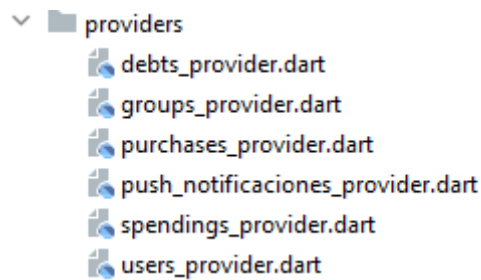 providers
debts_provider.dart
groups_provider.dart
purchases_provider.dart
push_notificaciones_provider.dart
spendings_provider.dart
users_provider.dart